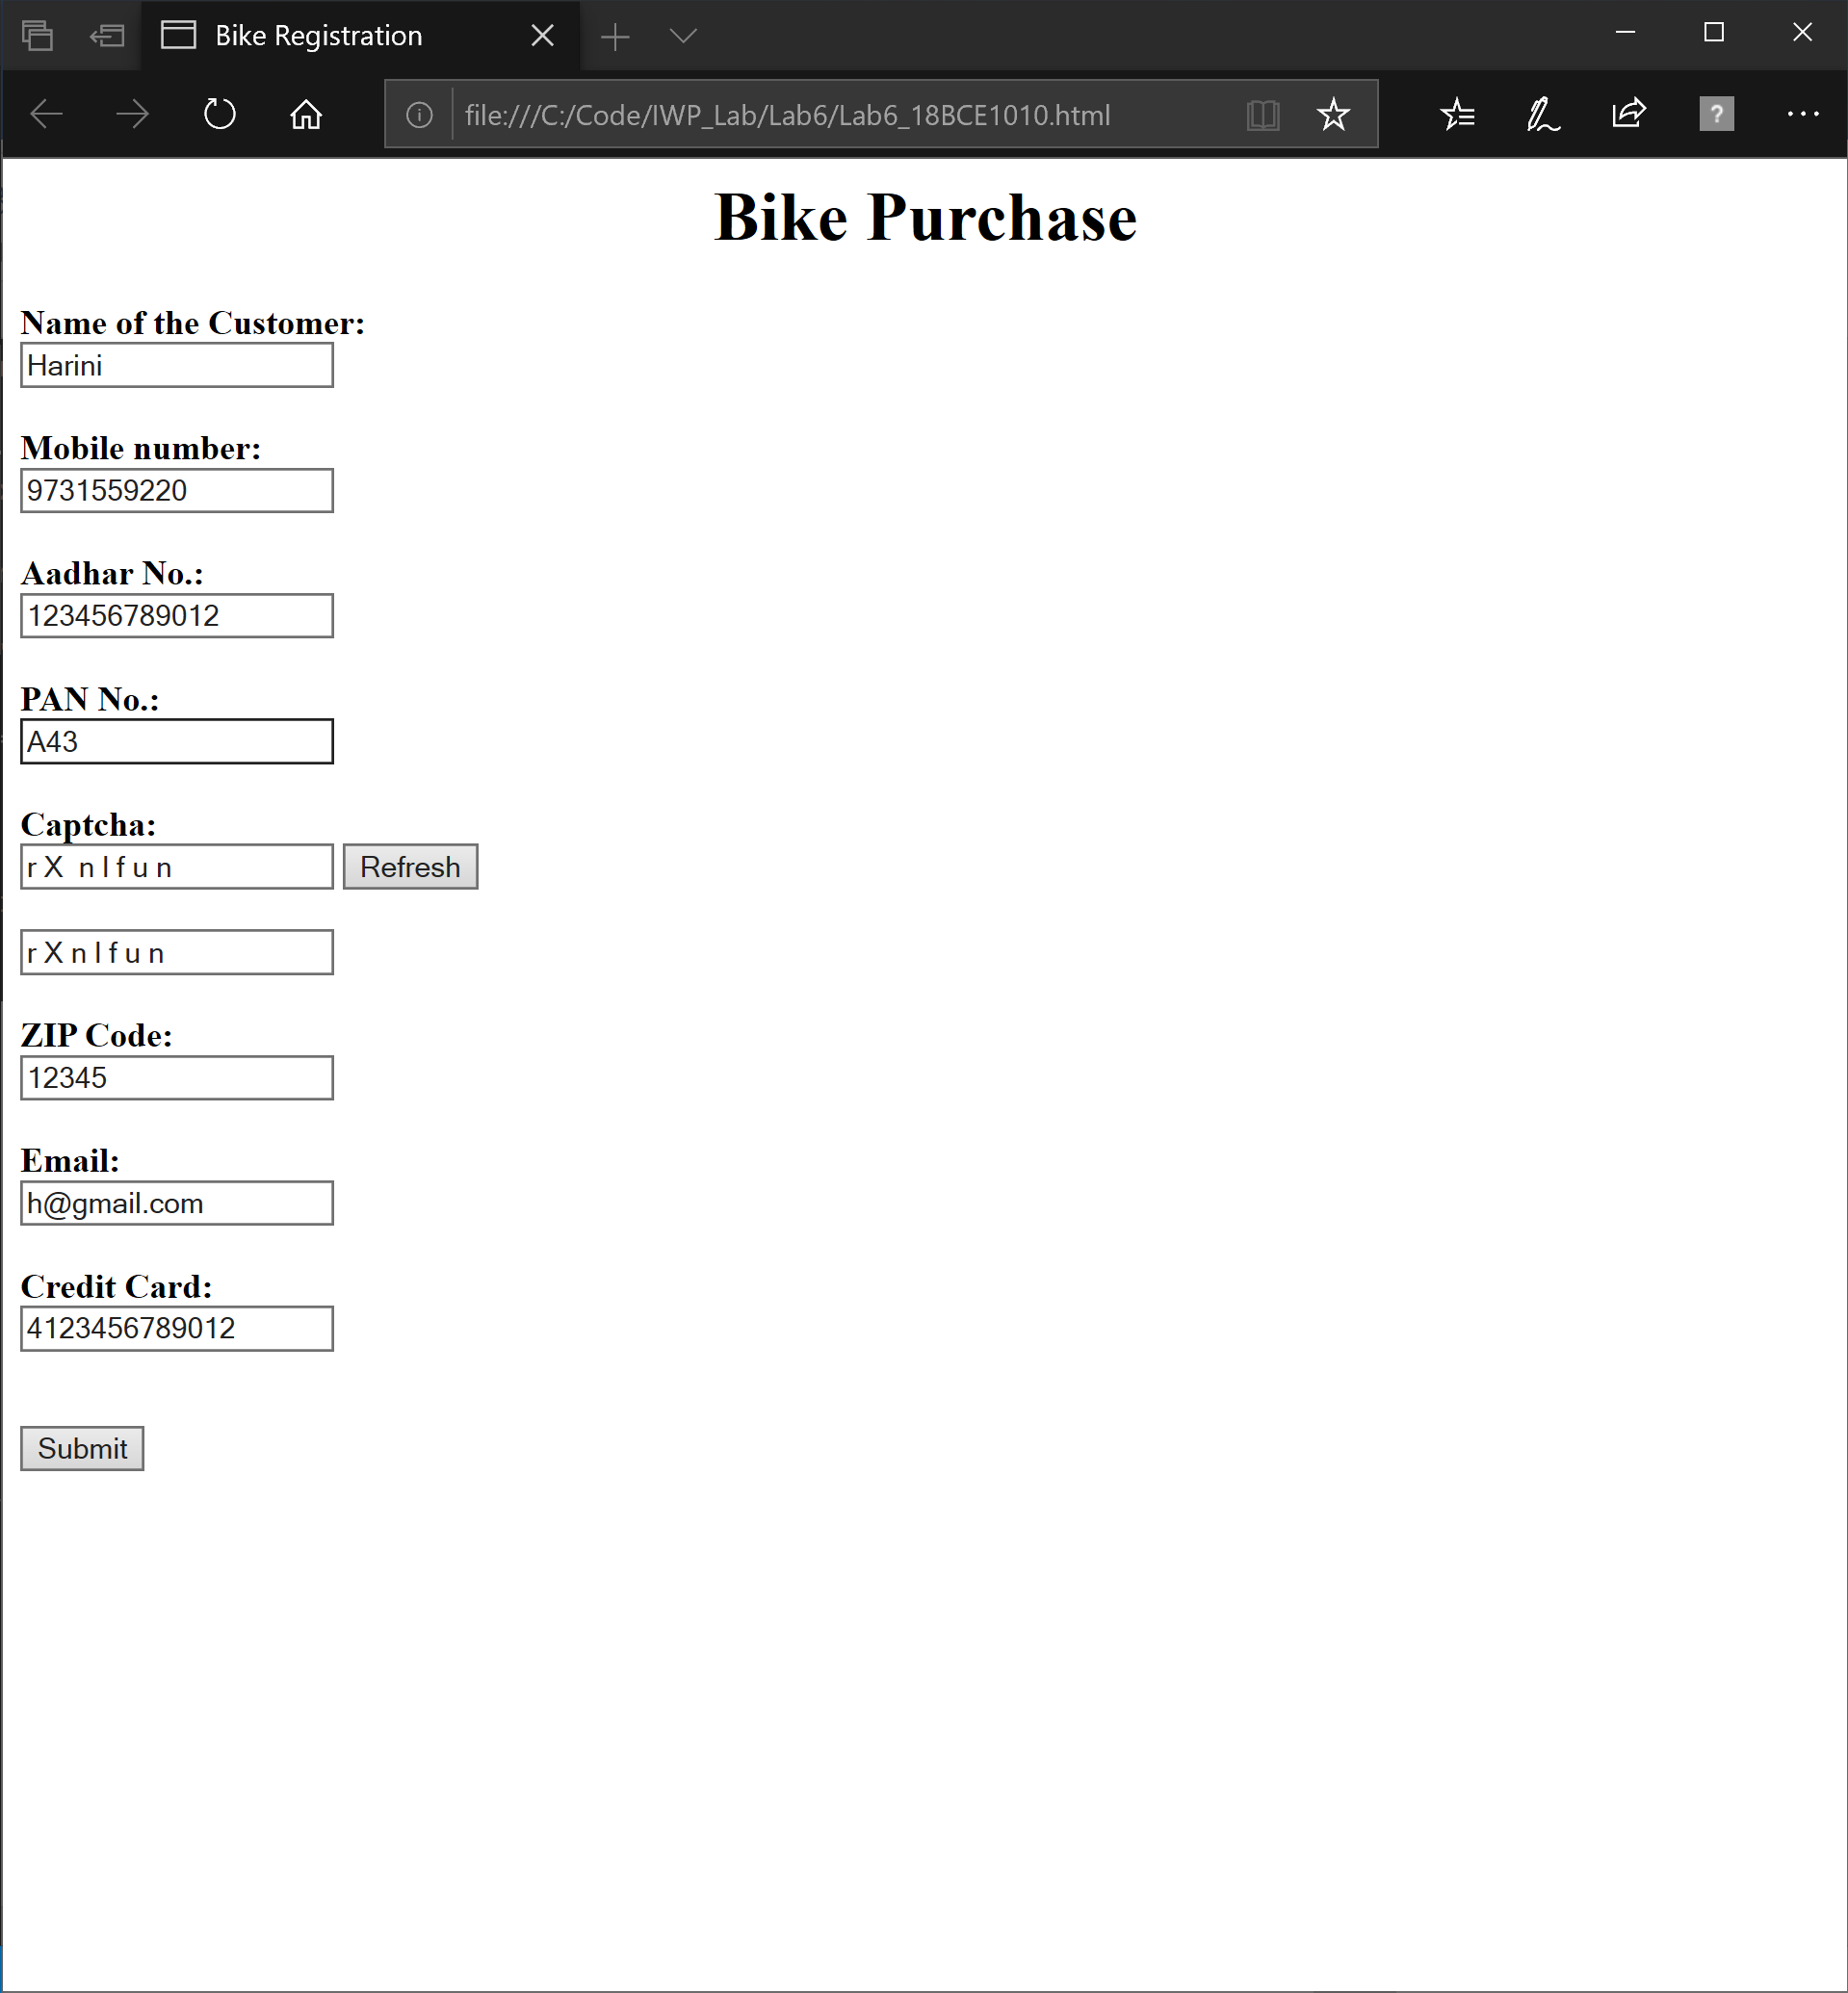 Bike Registration
file:///C:/Code/IWP_Lab/Lab6/Lab6_18BCE1010.html
?
Bike Purchase
Name of the Customer:
Harini
Mobile number:
9731559220
Aadhar No.:
123456789012
PAN No.:
A43
Captcha:
r X  n l f u n
Refresh
r X n l f u n
ZIP Code:
12345
Email:
h@gmail.com
Credit Card:
4123456789012
Submit